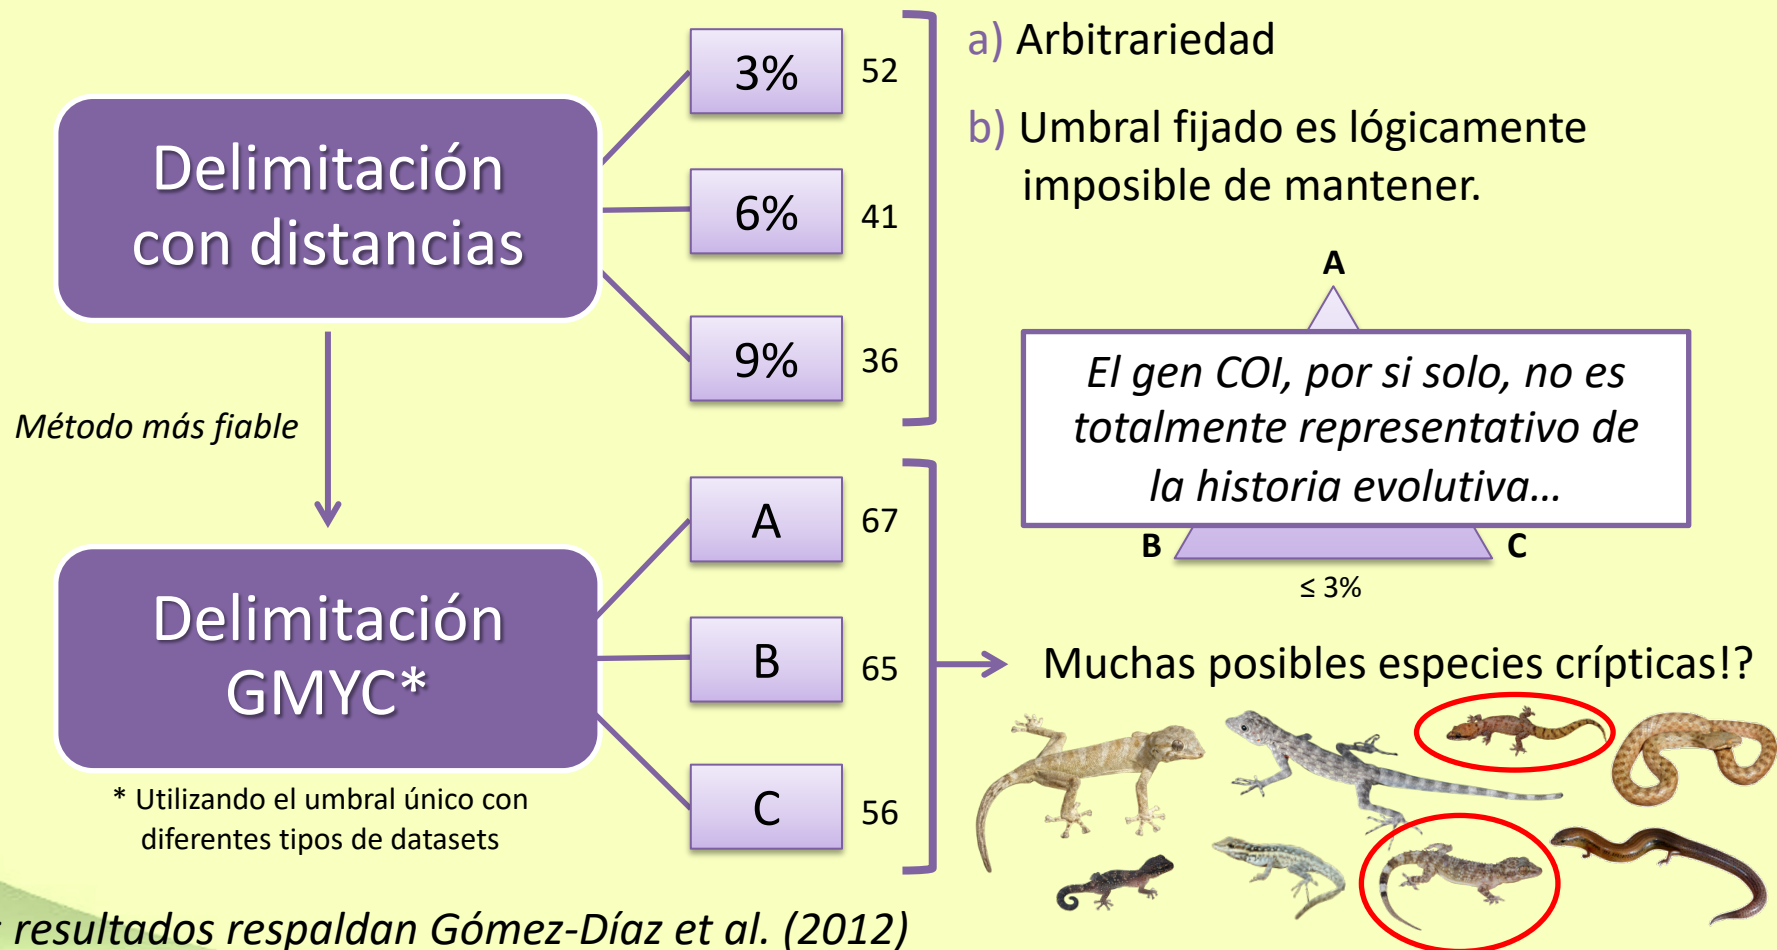 Delimitación
con distancias
3%
52
6%
41
9%
36
a) Arbitrariedad
b) Umbral fijado es lógicamente
imposible de mantener.
A
El gen COI, por si solo, no es
totalmente representativo de
la historia evolutiva...
B
C
≤ 3%
Método más fiable
Delimitación
GMYC*
A
67
B
65
C
56
* Utilizando el umbral único con
diferentes tipos de datasets
Muchas posibles especies crípticas!?
resultados respaldan Gómez-Díaz et al. (2012)